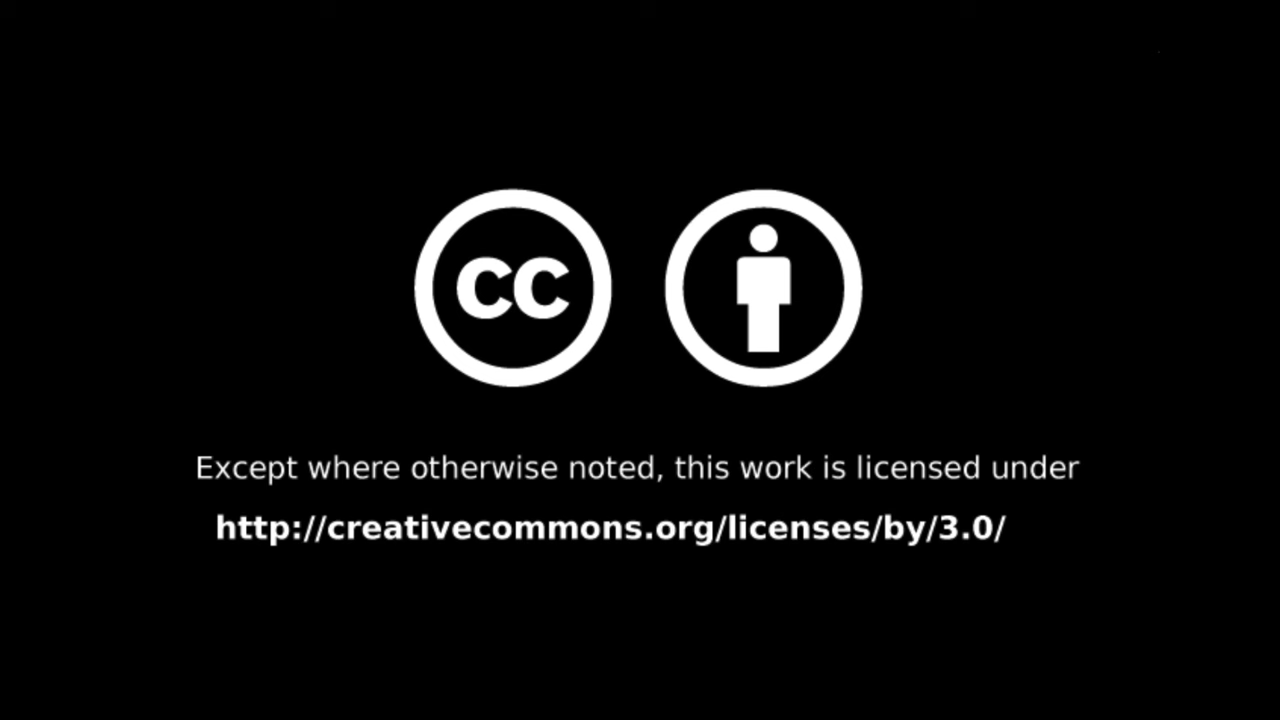 cc
Except where otherwise noted, this work is licensed under
http://creativecommons.org/licenses/by/3.0/